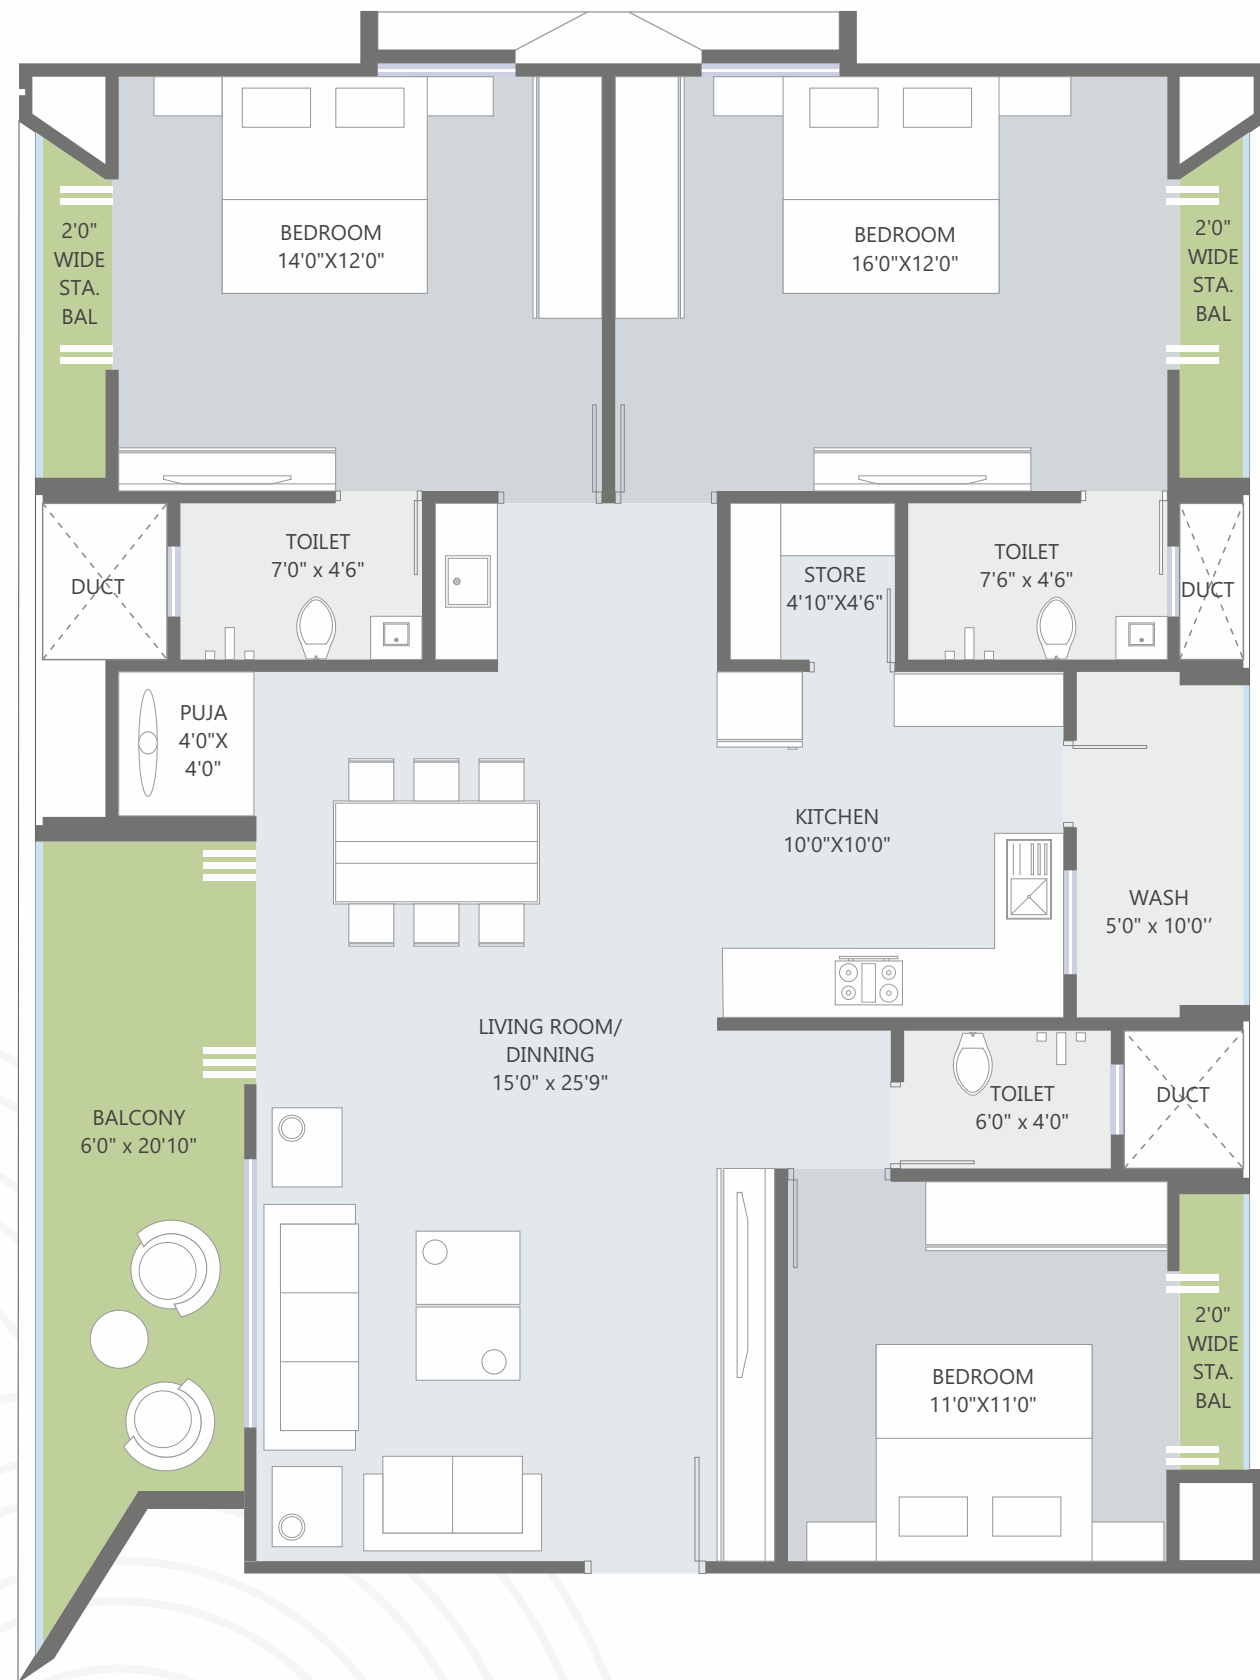 BEDROOM
14'0"X12'0"
BEDROOM
16'0"X12'0"
2'0"
WIDE
STA.
BAL
2'0"
WIDE
STA.
BAL
TOILET
7'0" x 4'6"
DUCT
STORE
4'10"X4'6"
TOILET
7'6" x 4'6"
DUCT
PUJA
4'0"X
4'0"
KITCHEN
10'0"X10'0"
WASH
5'0" x 10'0''
LIVING ROOM/
DINNING
15'0" x 25'9"
BALCONY
6'0" x 20'10"
TOILET
6'0" x 4'0"
DUCT
2'0"
WIDE
STA.
BAL
BEDROOM
11'0"X11'0"